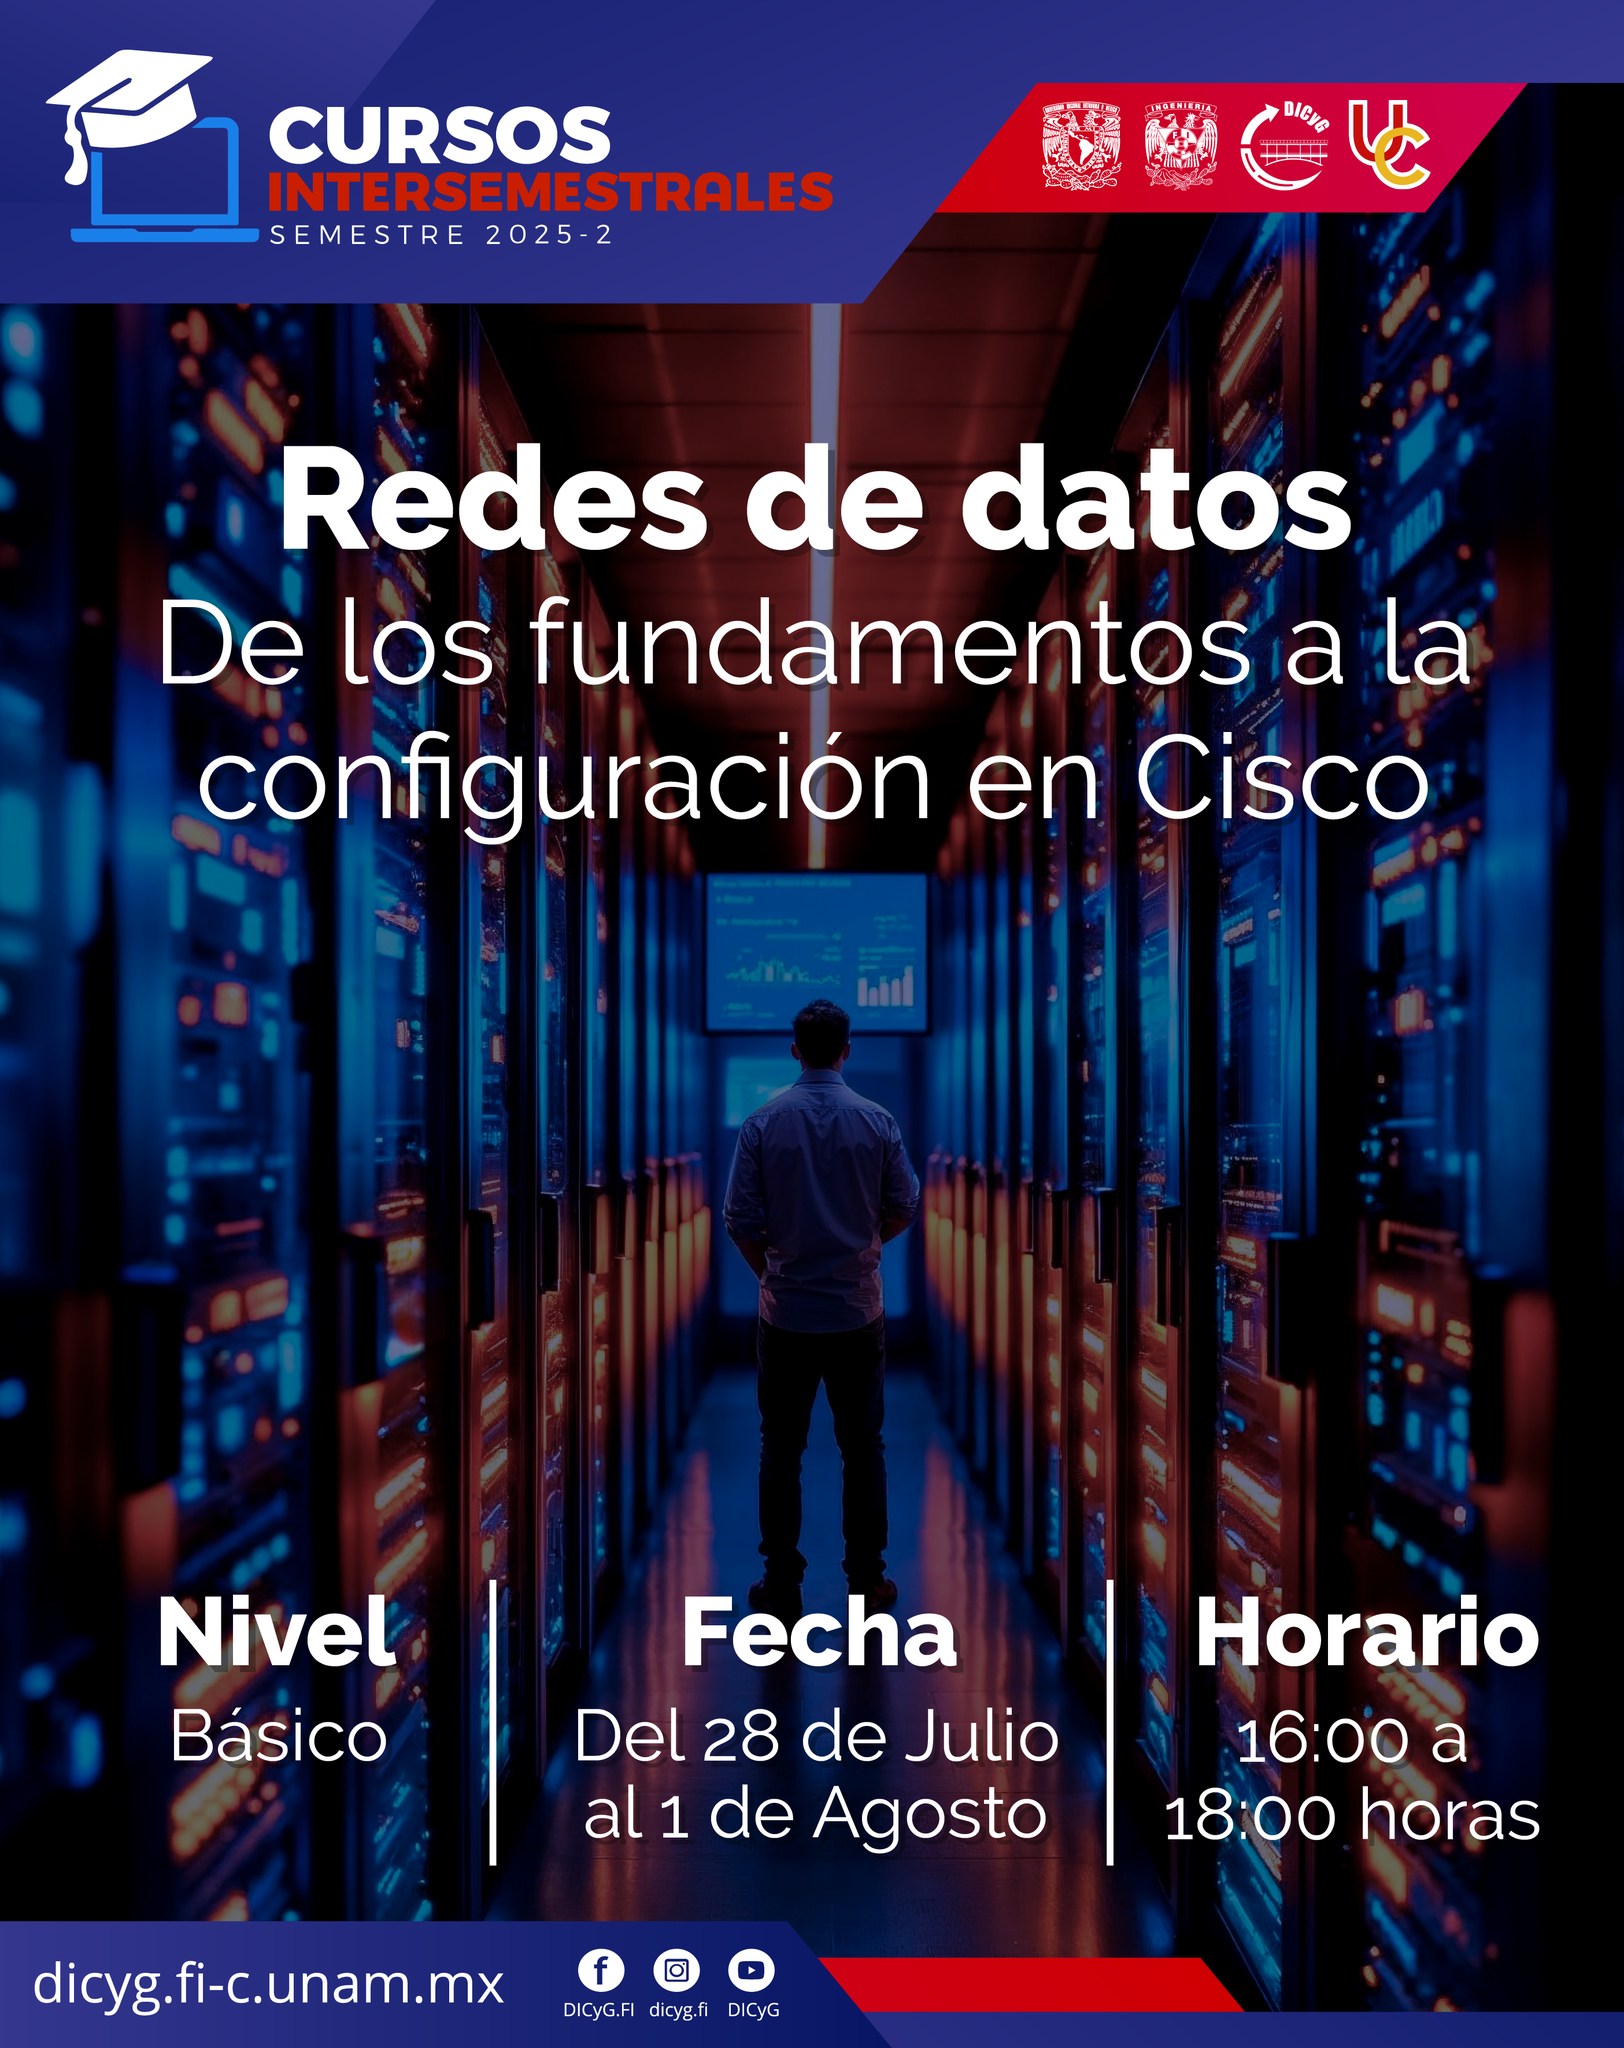 CURSOS
INTERSEMESTRALES
SEMESTRE 2025-2
INGENIERIA
DICyG
UC
Redes de datos
De los fundamentos a la
configuración en Cisco
Nivel
Básico
Fecha
Del 28 de Julio
al 1 de Agosto
Horario
16:00 a
18:00 horas
dicyg.fi-c.unam.mx
DICyG.FI
dicyg.fi
DICyG